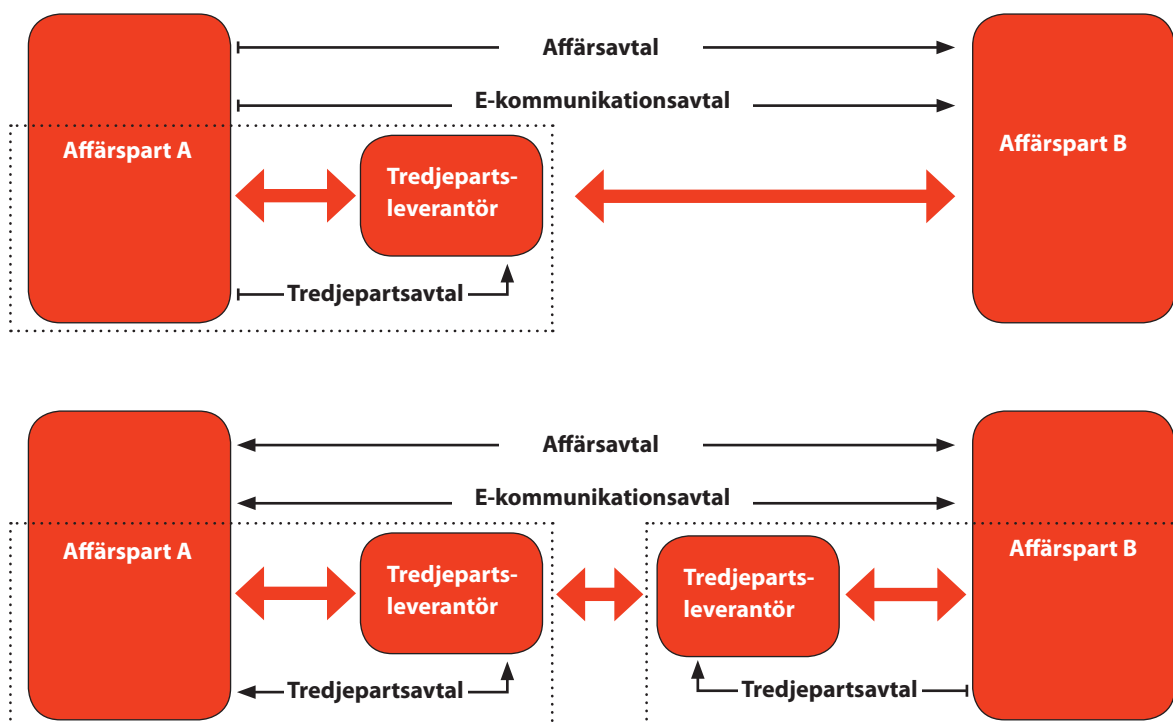 Affärsavtal
E-kommunikationsavtal
Affärspart A
Tredjeparts-
leverantör
Affärspart B
Tredjepartsavtal
Affärsavtal
E-kommunikationsavtal
Affärspart A
Tredjeparts-
leverantör
Tredjeparts-
leverantör
Affärspart B
Tredjepartsavtal
Tredjepartsavtal